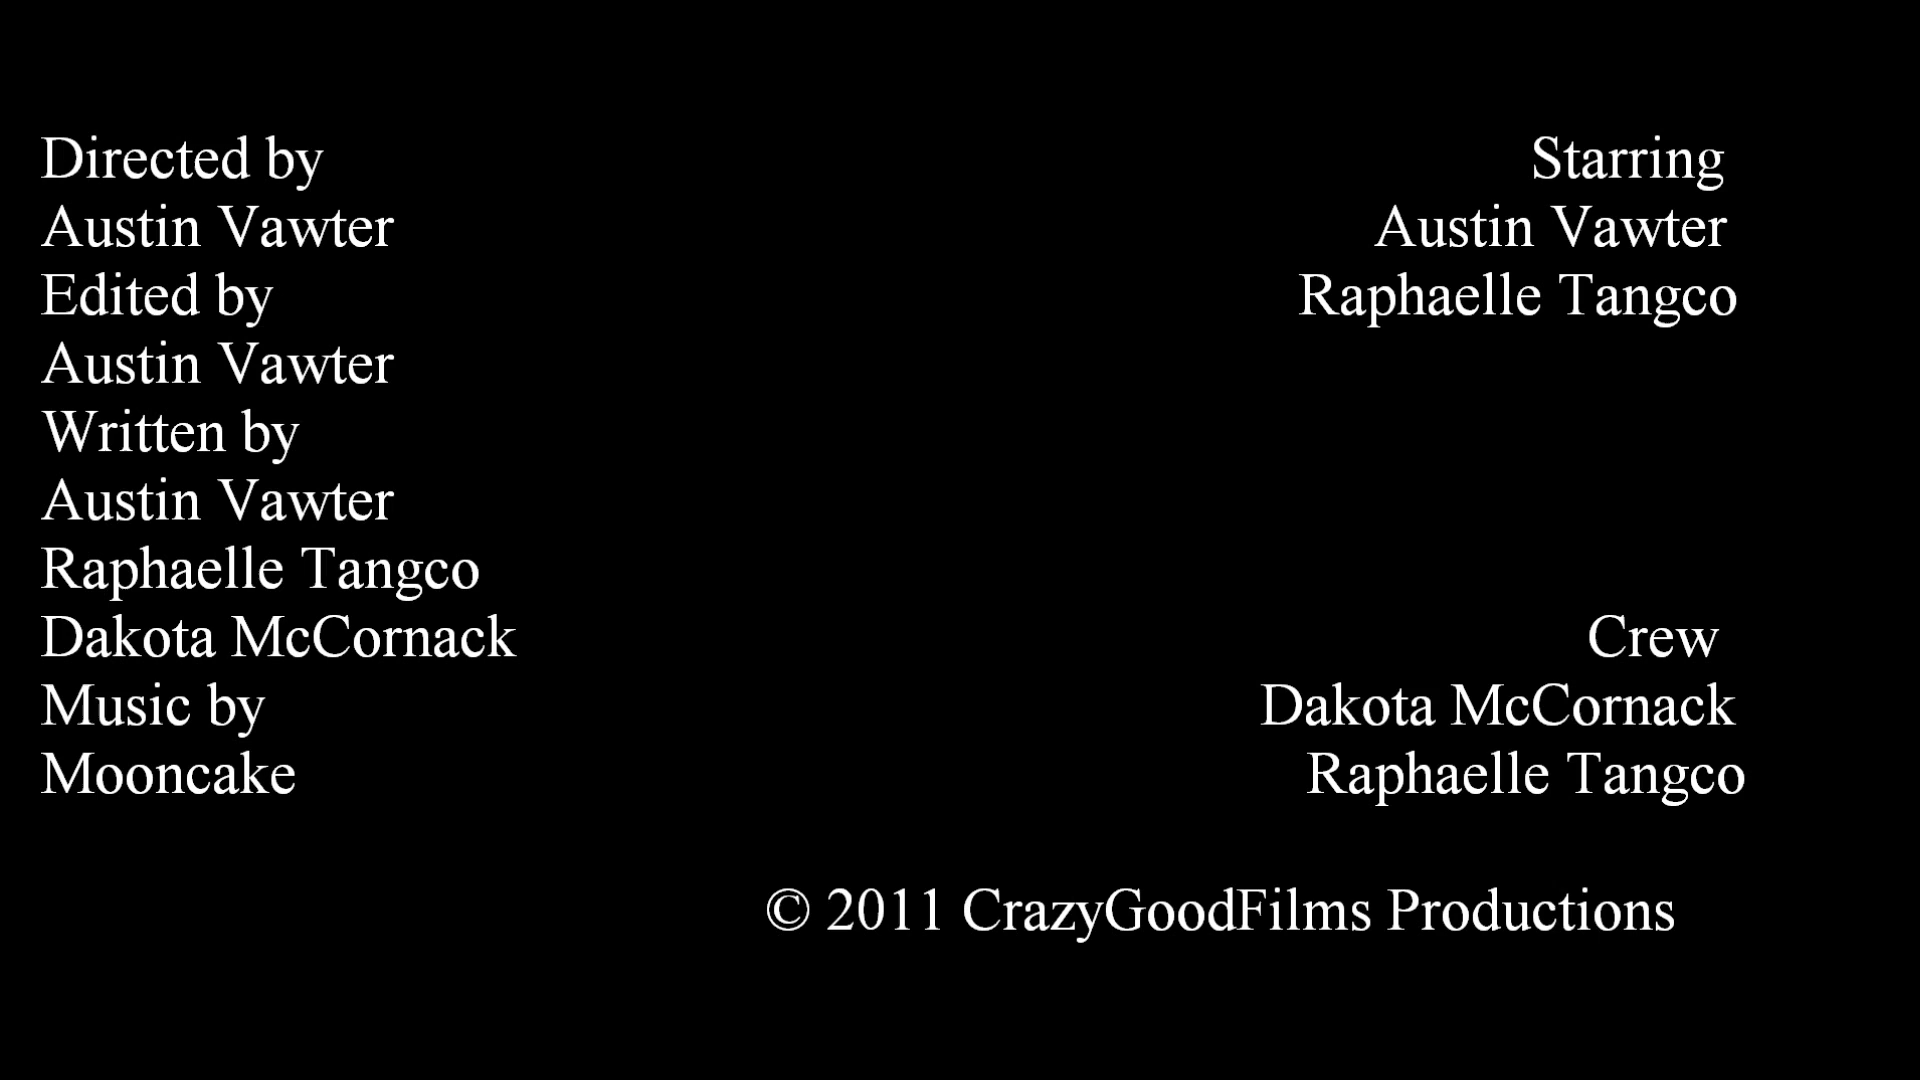 Directed by
Austin Vawter
Edited by
Austin Vawter
Written by
Austin Vawter
Raphaelle Tangco
Dakota McCornack
Music by
Mooncake
Starring
Austin Vawter
Raphaelle Tangco
Crew
Dakota McCornack
Raphaelle Tangco
© 2011 CrazyGoodFilms Productions